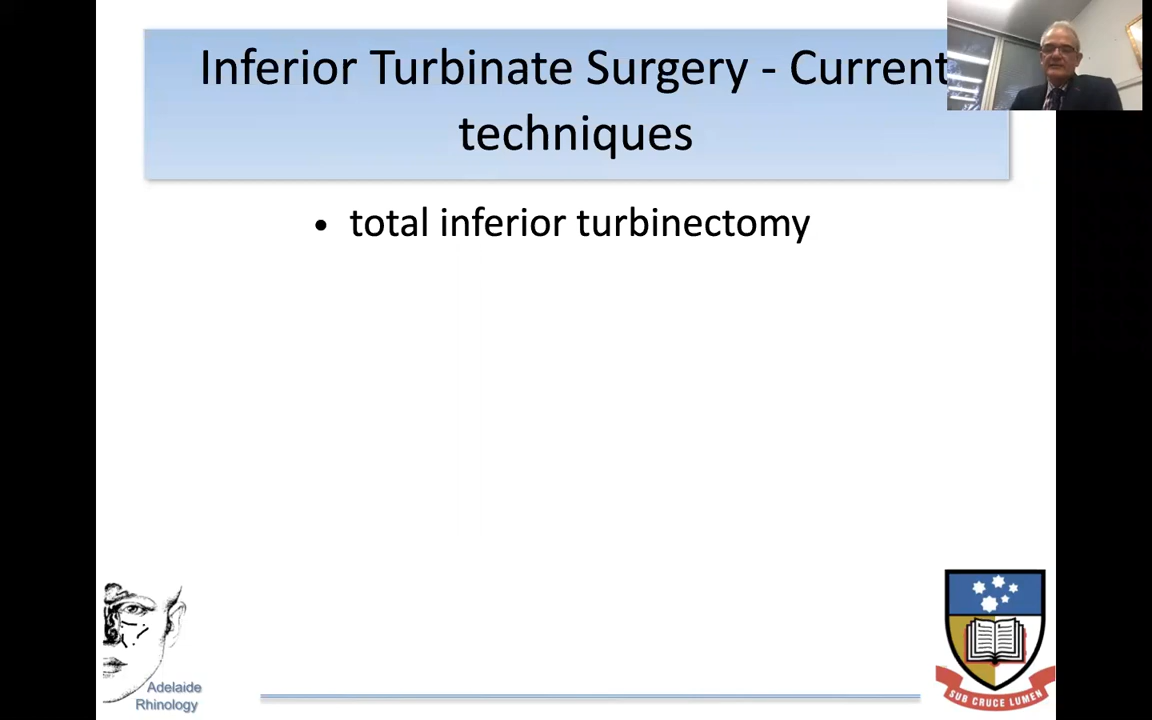 Inferior Turbinate Surgery - Current
techniques
• total inferior turbinectomy
Adelaide
Rhinology
SUB CRUCE LUMEN